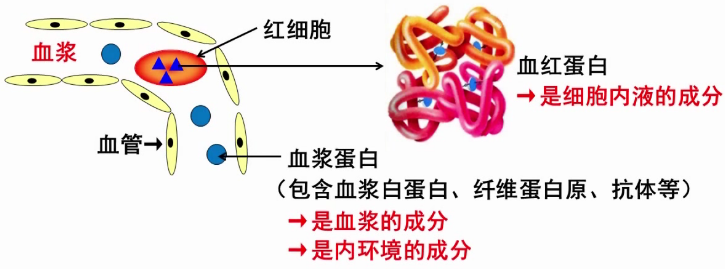 红细胞
血浆
血红蛋白
→是细胞内液的成分
血管→
血浆蛋白
（包含血浆白蛋白、纤维蛋白原、抗体等）
→是血浆的成分
→是内环境的成分